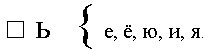 □ Ь { е, ё, ю, и, я.